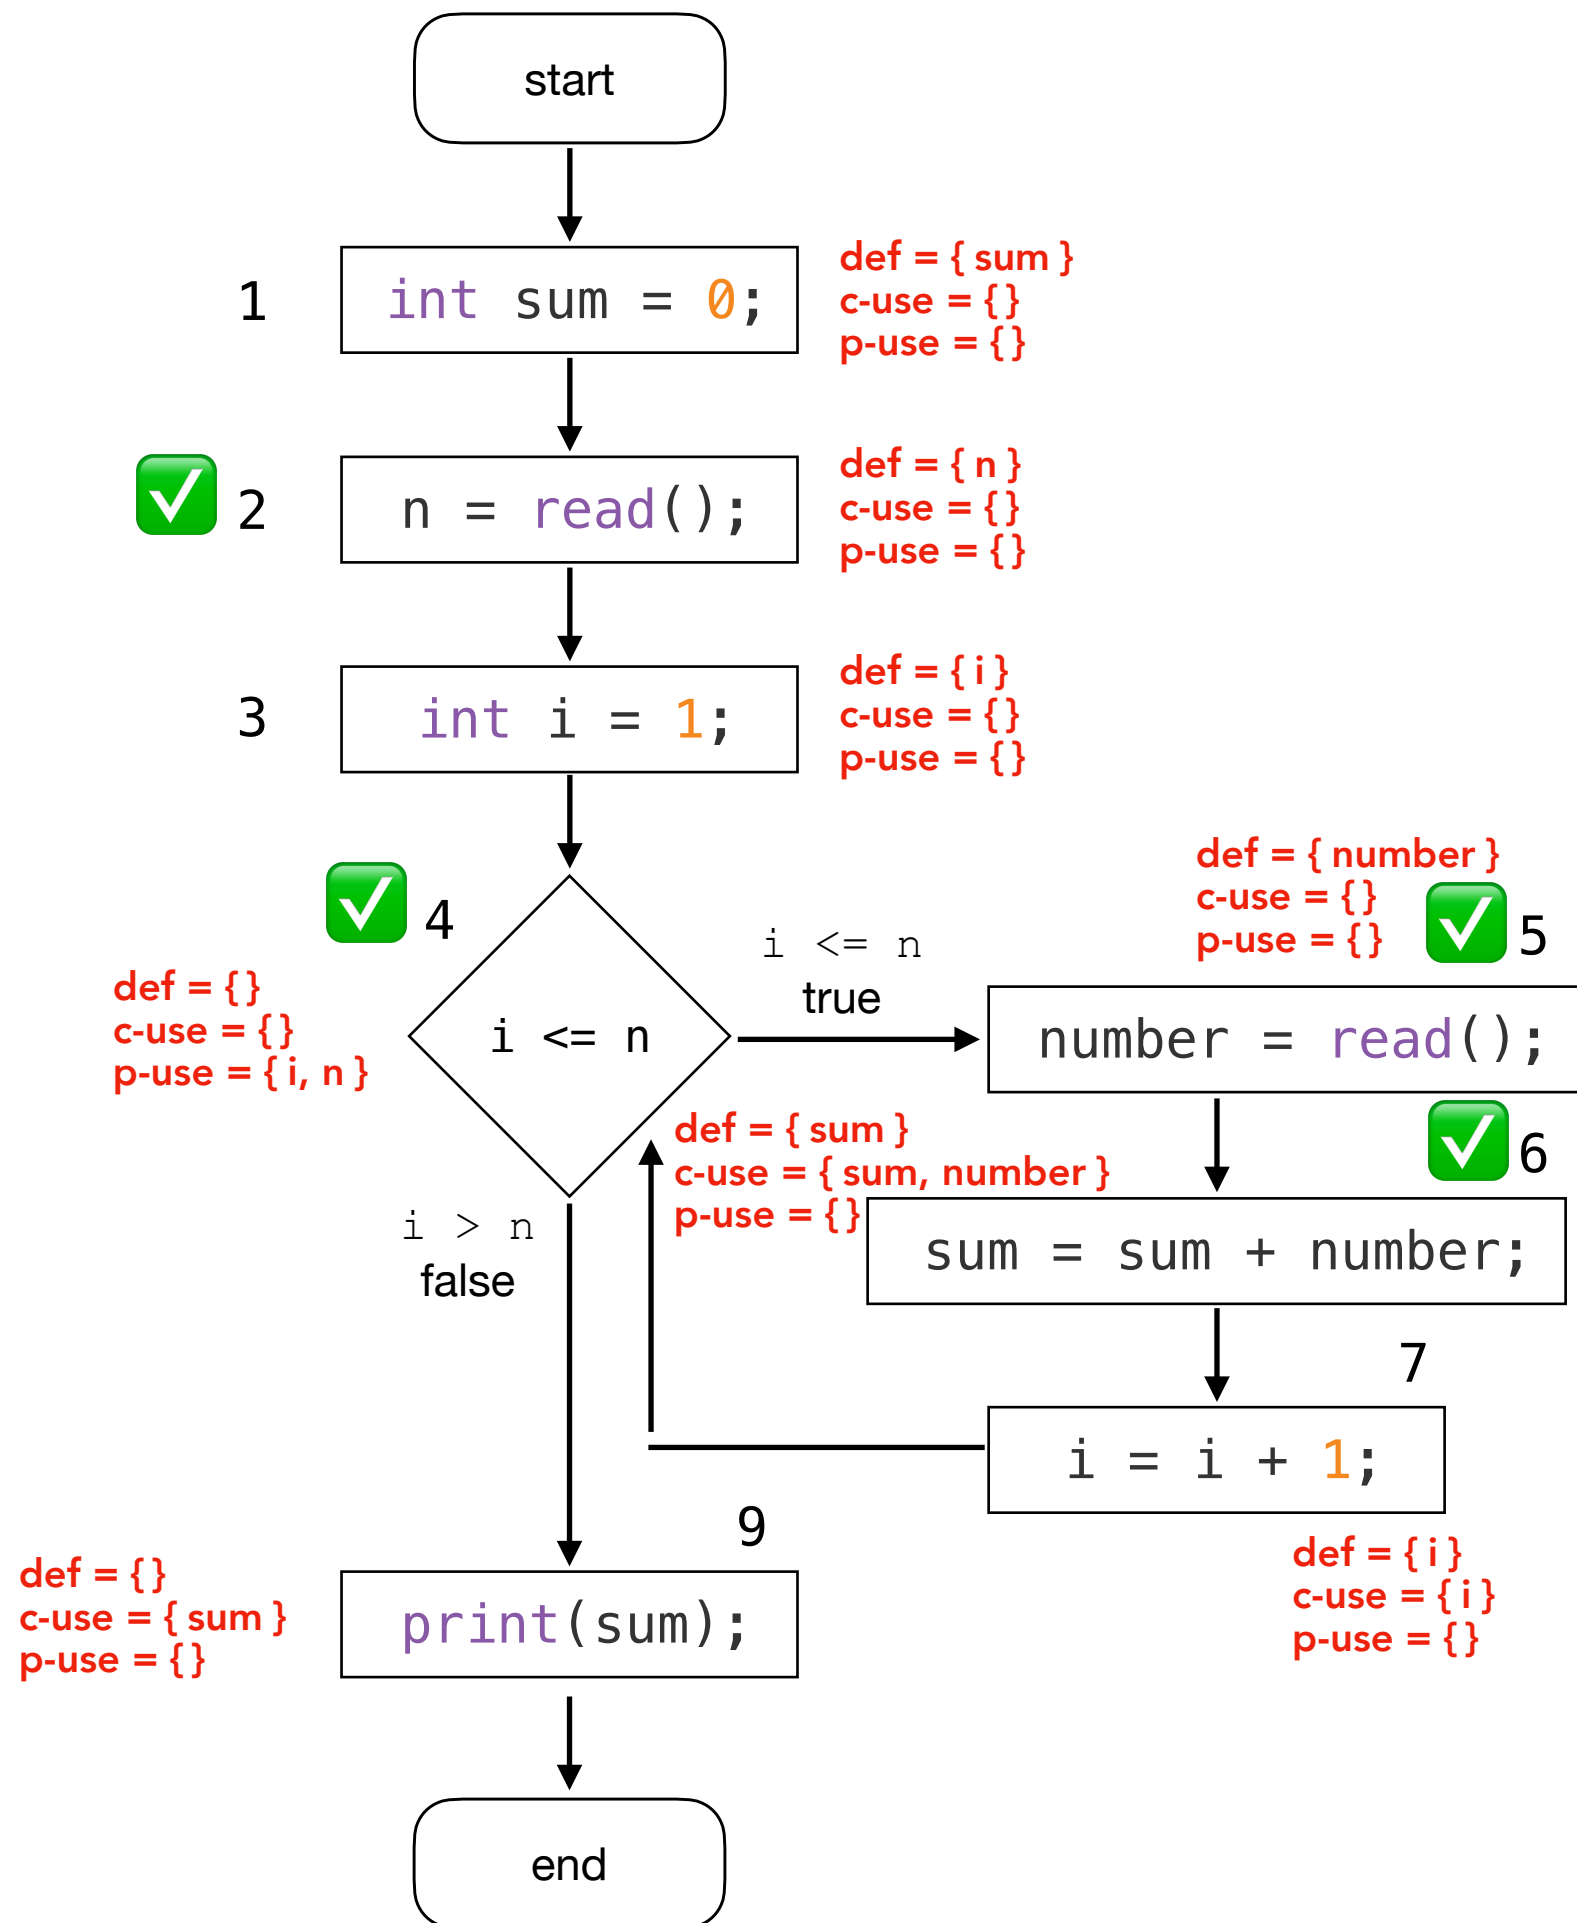 start
1
int sum = 0;
def = { sum }
c-use = {}
p-use = {}
2
n = read();
def = { n }
c-use = {}
p-use = {}
3
int i = 1;
def = { i }
c-use = {}
p-use = {}
4
i <= n
def = {}
c-use = {}
p-use = { i, n }
i <= n
true
def = { number }
c-use = {}
p-use = {}
5
number = read();
6
def = { sum }
c-use = { sum, number }
p-use = {}
sum = sum + number;
7
i = i + 1;
def = { i }
c-use = { i }
p-use = {}
i > n
false
9
print(sum);
def = {}
c-use = { sum }
p-use = {}
end